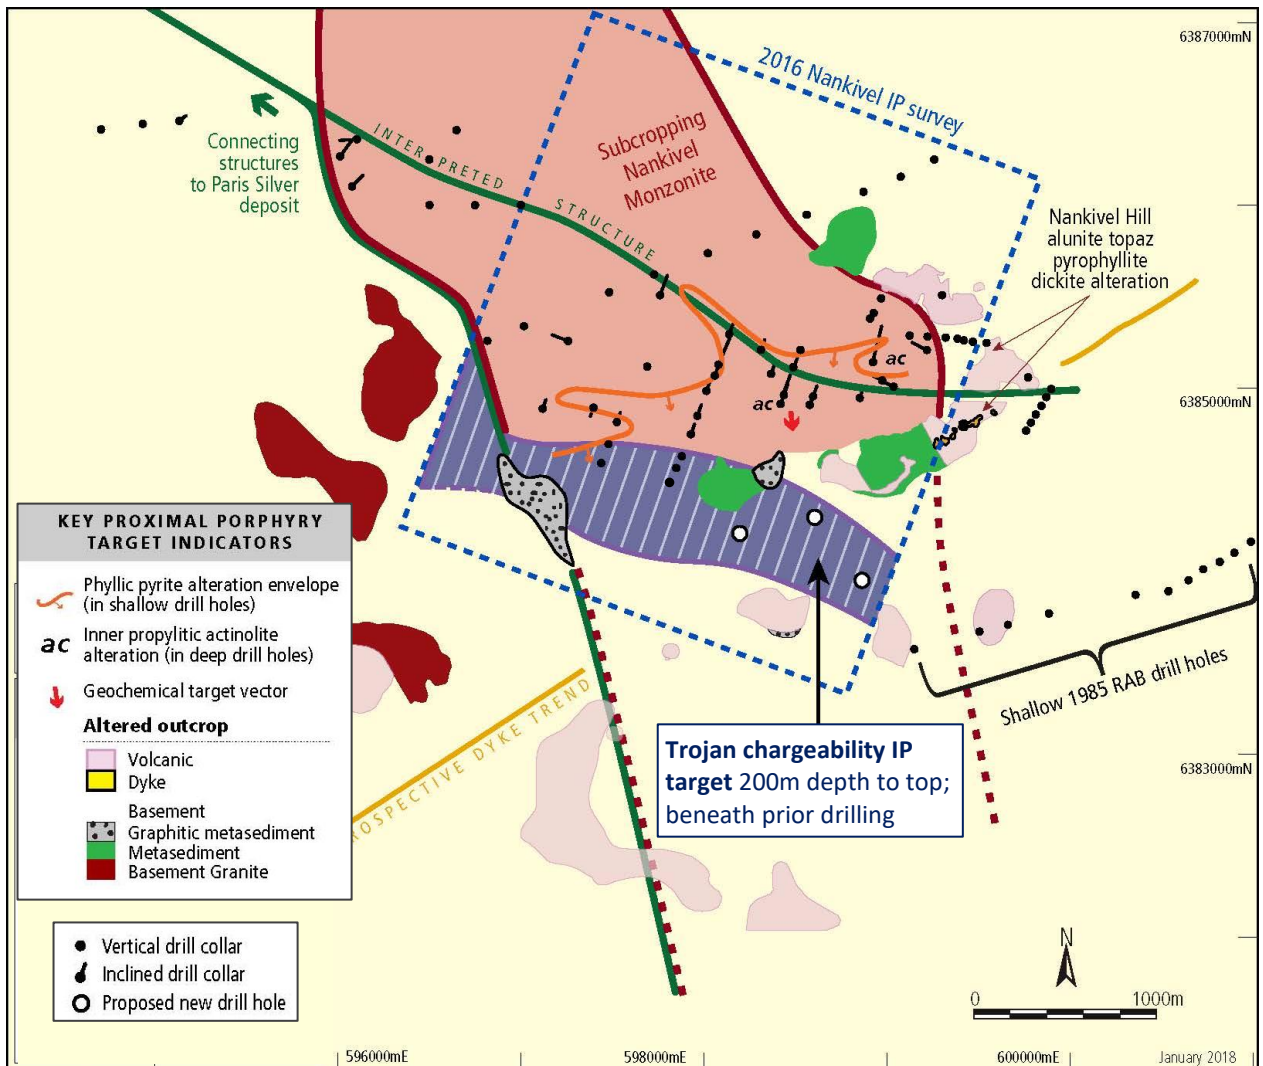 6387000mN
2016 Nankivel IP survey
Connecting
structures
to Paris Silver
deposit
INTERPRETED
STRUCTURE
Subcropping
Nankivel
Monzonite
Nankivel Hill
alunite topaz
pyrophyllite
dickite alteration
ac
ac
6385000mN
KEY PROXIMAL PORPHYRY
TARGET INDICATORS
Phyllic pyrite alteration envelope
(in shallow drill holes)
ac
Inner propylitic actinolite
alteration (in deep drill holes)
Geochemical target vector
Altered outcrop
Volcanic
Dyke
Basement
Graphitic metasediment
Metasediment
Basement Granite
ROSPECTIVE DYKE TREND
Shallow 1985 RAB drill holes
Trojan chargeability IP
target 200m depth to top;
beneath prior drilling
6383000mN
Vertical drill collar
Inclined drill collar
Proposed new drill hole
N
0 1000m
596000mE
598000mE
600000mE
January 2018